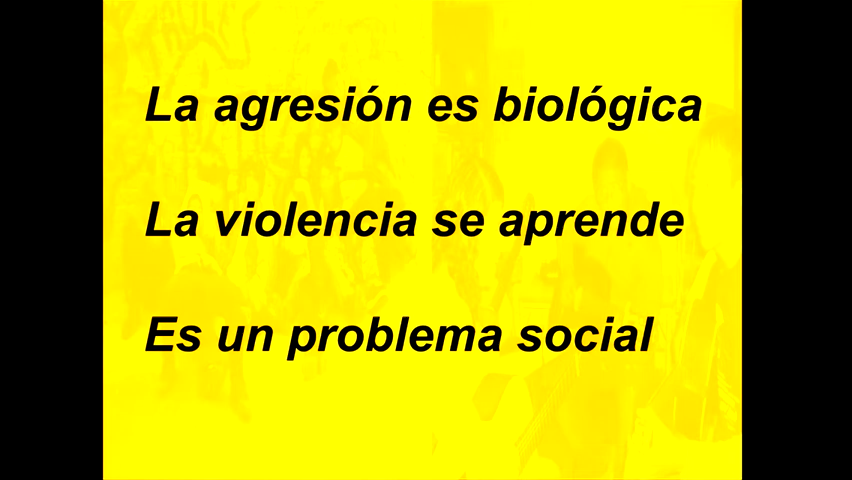 La agresión es biológica
La violencia se aprende
Es un problema social